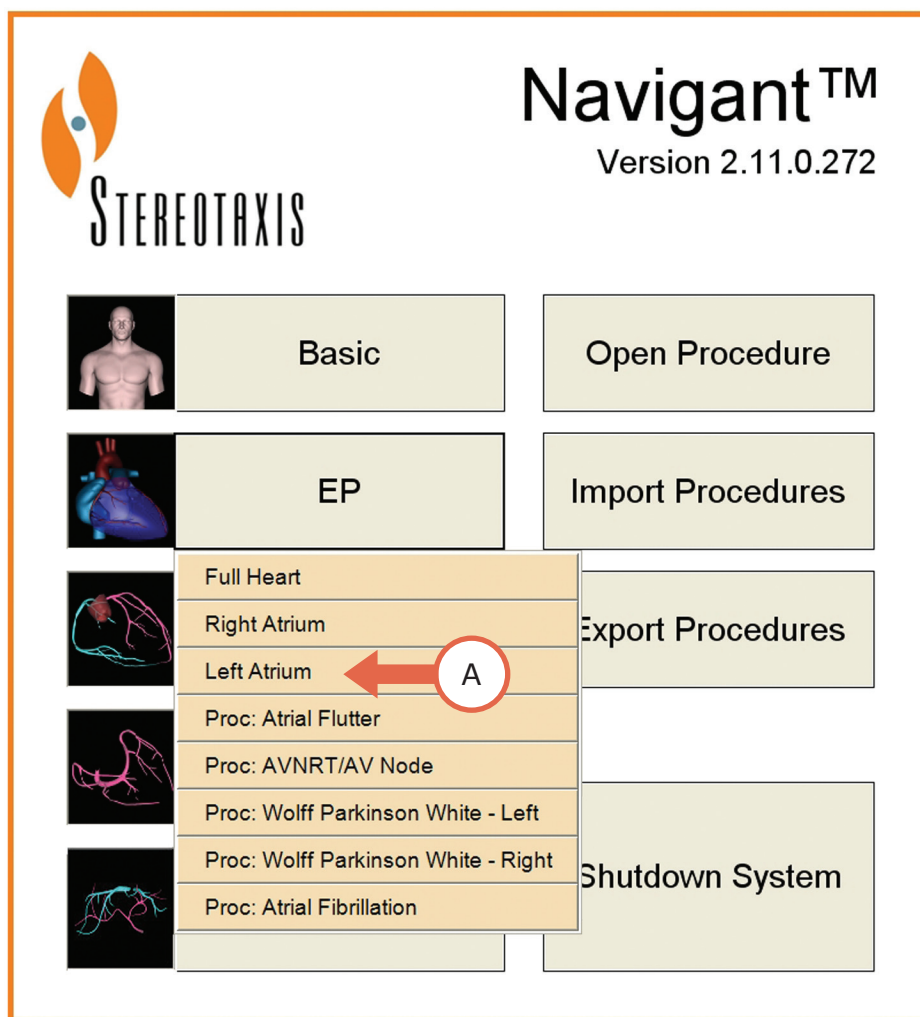 Navigant™
Version 2.11.0.272
STEREOTAXIS
Basic
Open Procedure
EP
Import Procedures
Full Heart
Right Atrium
Export Procedures
Left Atrium
A
Proc: Atrial Flutter
Proc: AVNRT/AV Node
Proc: Wolff Parkinson White - Left
Proc: Wolff Parkinson White - Right
Shutdown System
Proc: Atrial Fibrillation